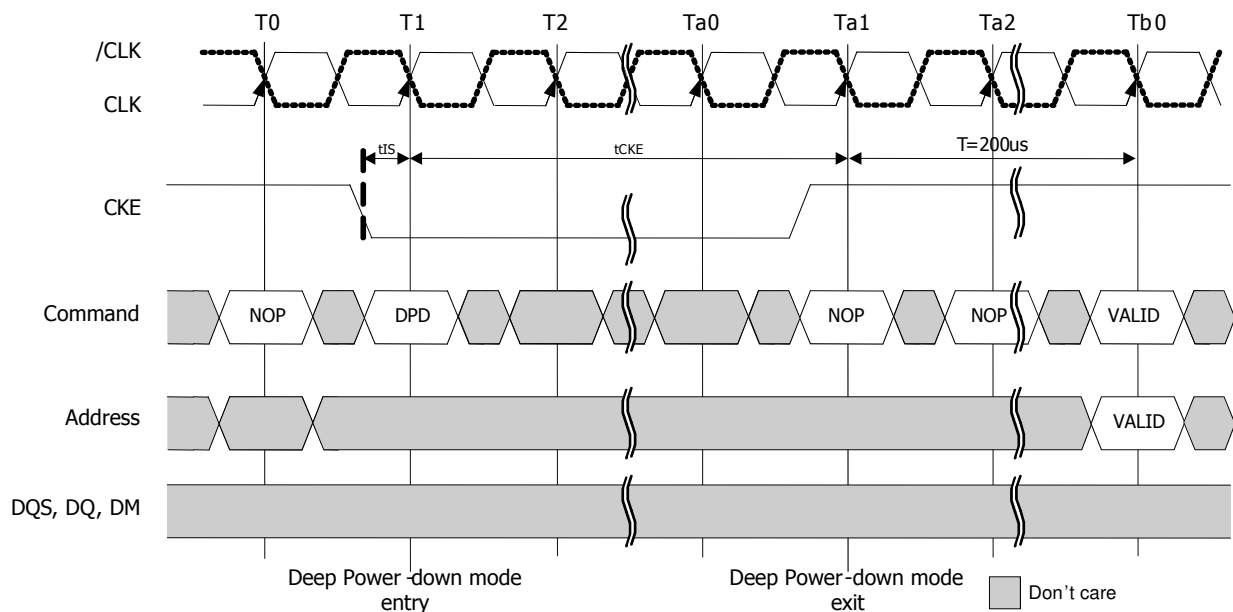 T0 T1 T2 Ta0 Ta1 Ta2 Tb0
/CLK
CLK
tIS tCKE T=200us
CKE
Command NOP DPD NOP NOP VALID
Address VALID
DQS, DQ, DM
Deep Power-down mode
entry
Deep Power-down mode
exit
Don't care